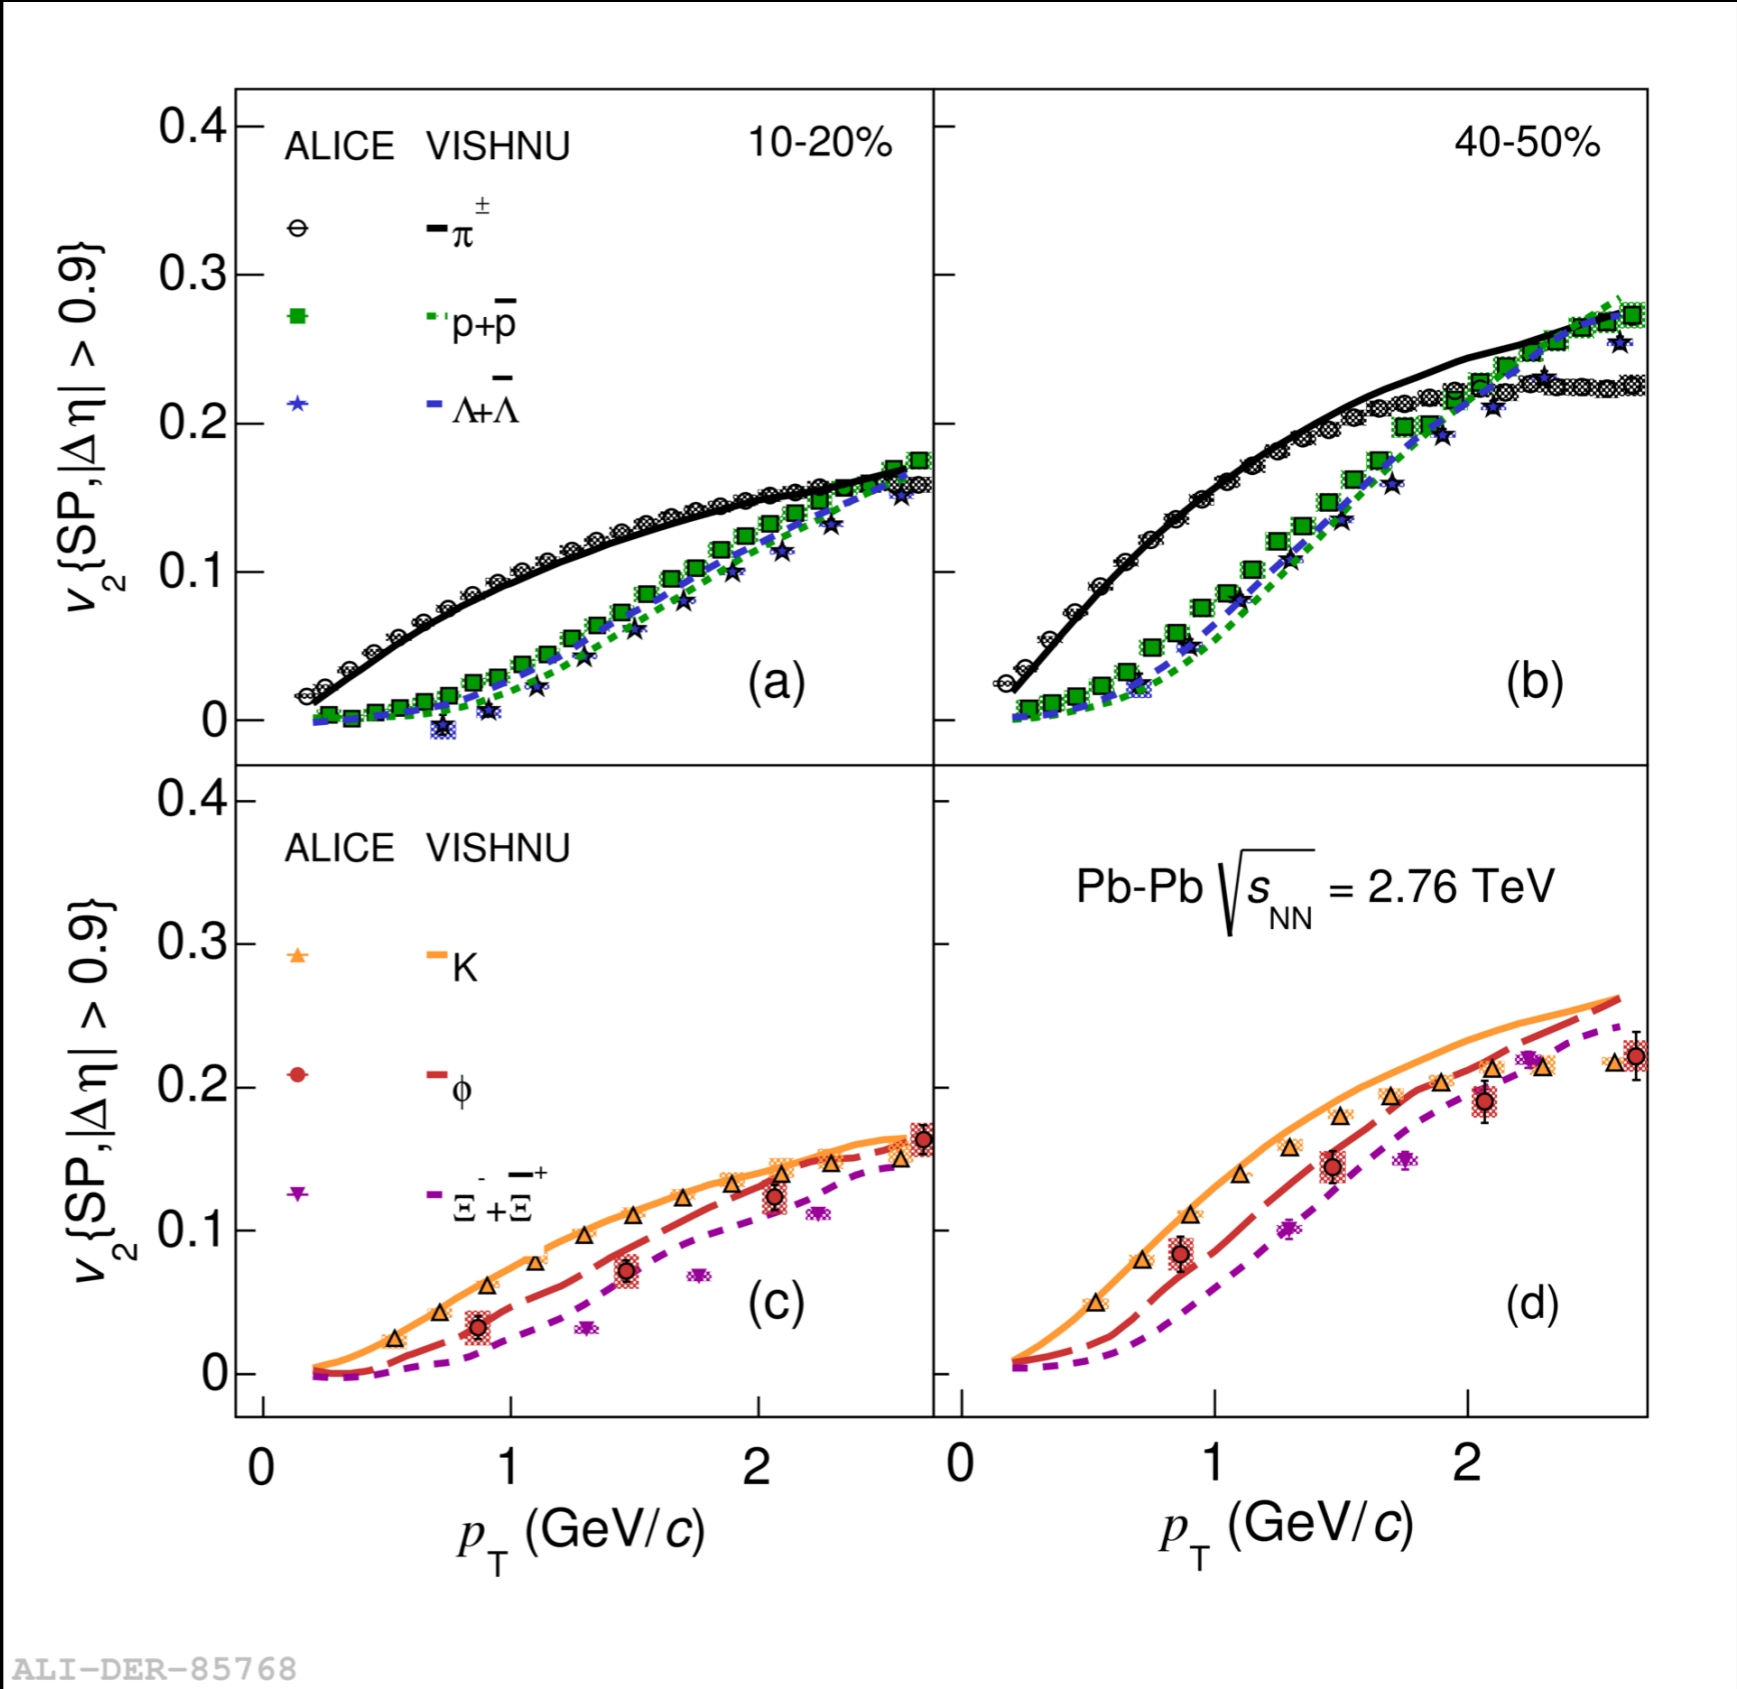 0.4
0.3
0.2
0.1
0
v₂{SP,|Δη| > 0.9}
ALICE VISHNU
π±
p+p̅
Λ+Λ̅
10-20%
(a)
40-50%
(b)
0.4
0.3
0.2
0.1
0
v₂{SP,|Δη| > 0.9}
ALICE VISHNU
K
ϕ
Ξ⁻+Ξ̅⁺
(c)
Pb-Pb √sNN = 2.76 TeV
(d)
0 1 2
0 1 2
pT (GeV/c)
pT (GeV/c)
ALI-DER-85768